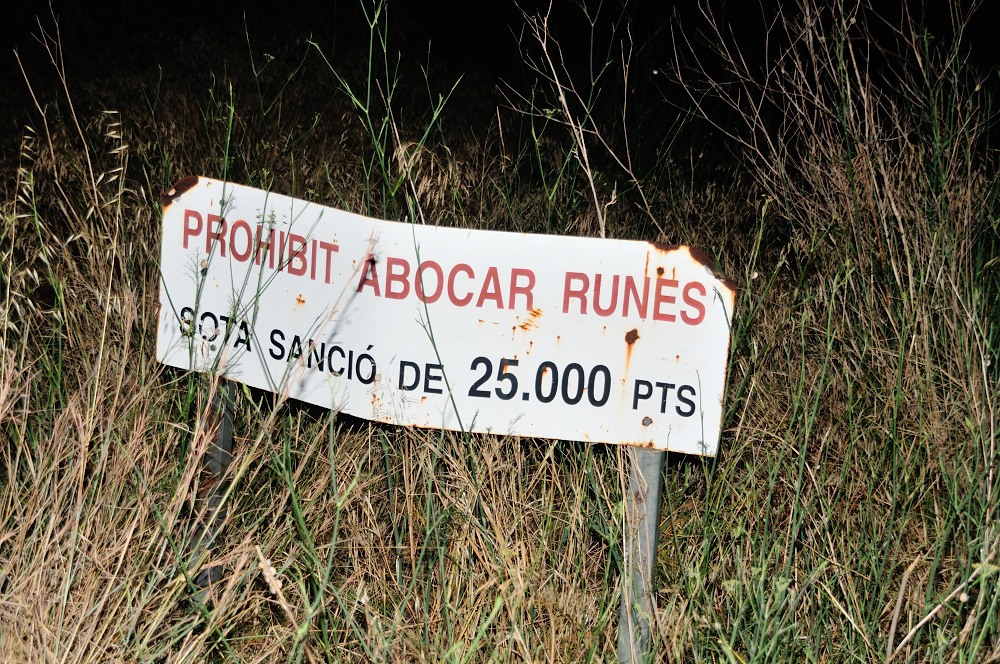 PROHIBIT ABOCAR RUNES
SOTA SANCIÓ DE 25.000 PTS